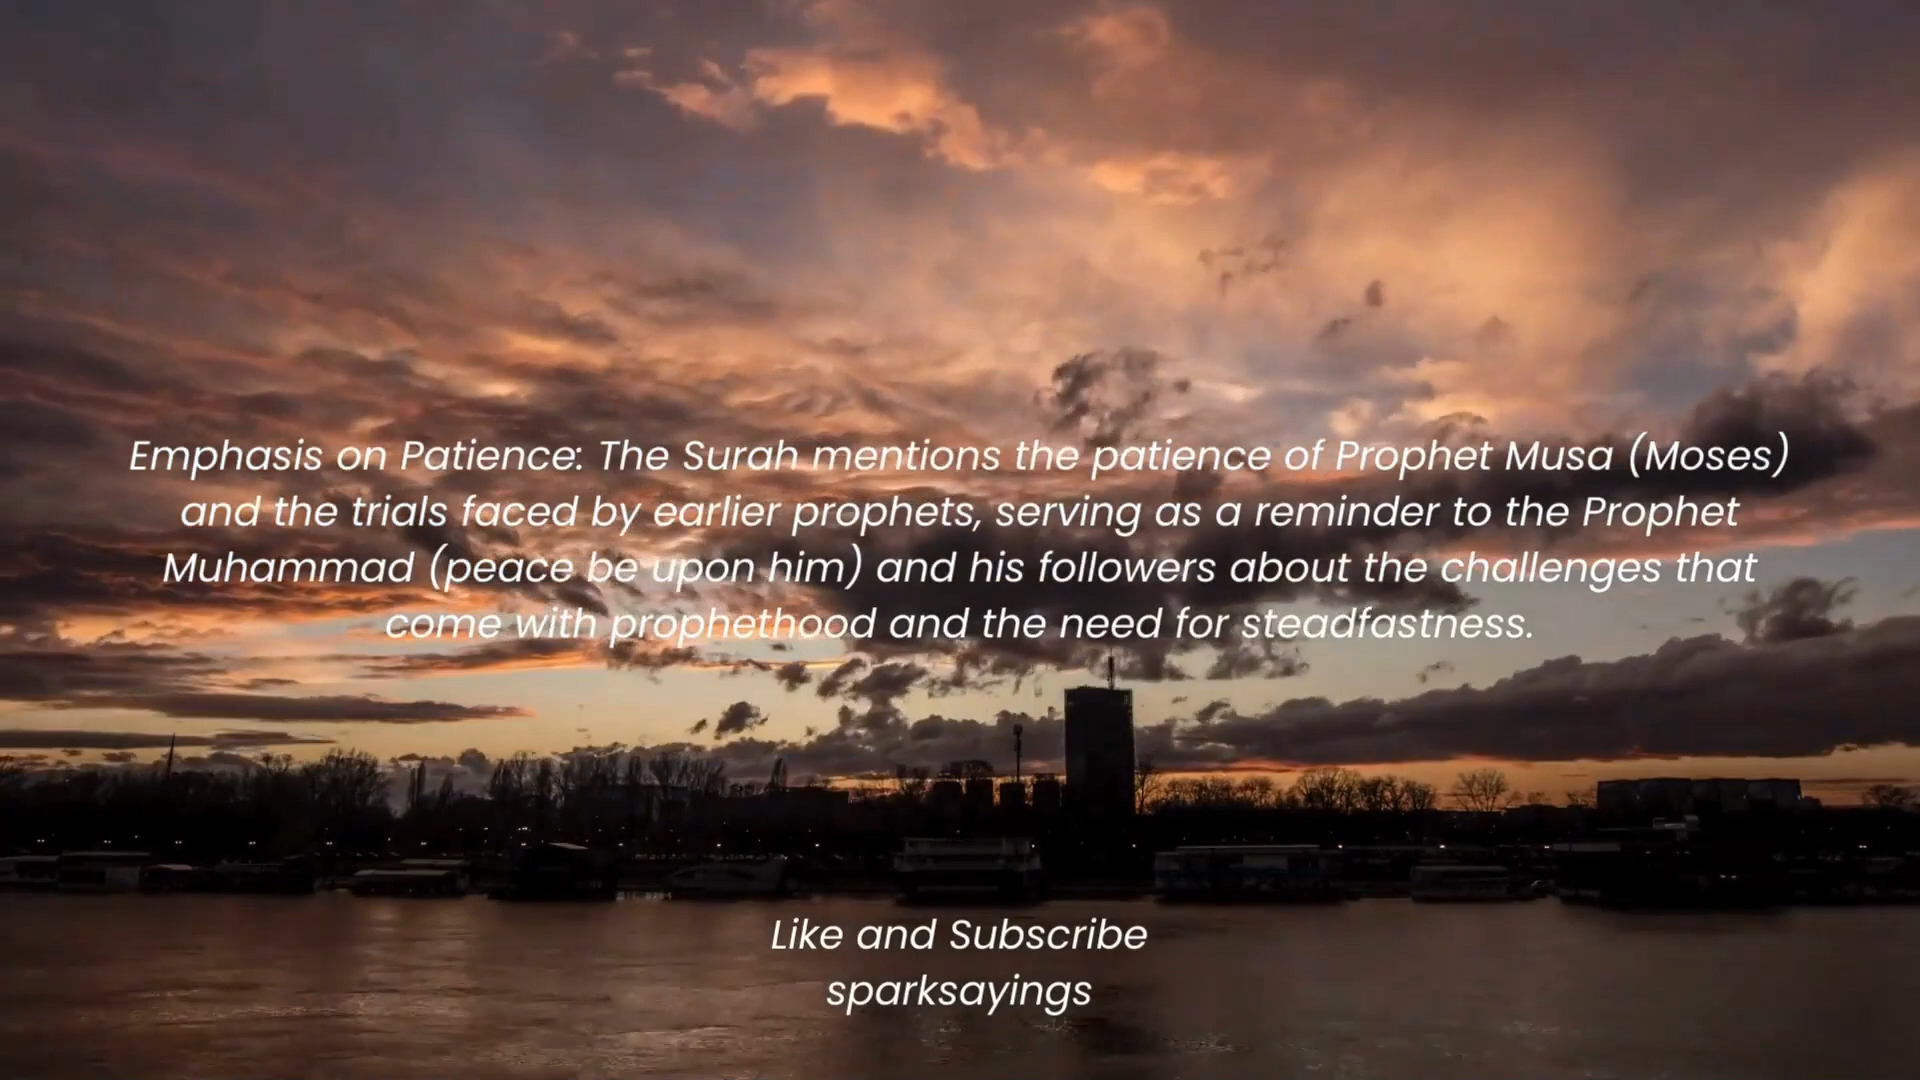 Emphasis on Patience: The Surah mentions the patience of Prophet Musa (Moses)
and the trials faced by earlier prophets, serving as a reminder to the Prophet
Muhammad (peace be upon him) and his followers about the challenges that
come with prophethood and the need for steadfastness.
Like and Subscribe
sparksayings